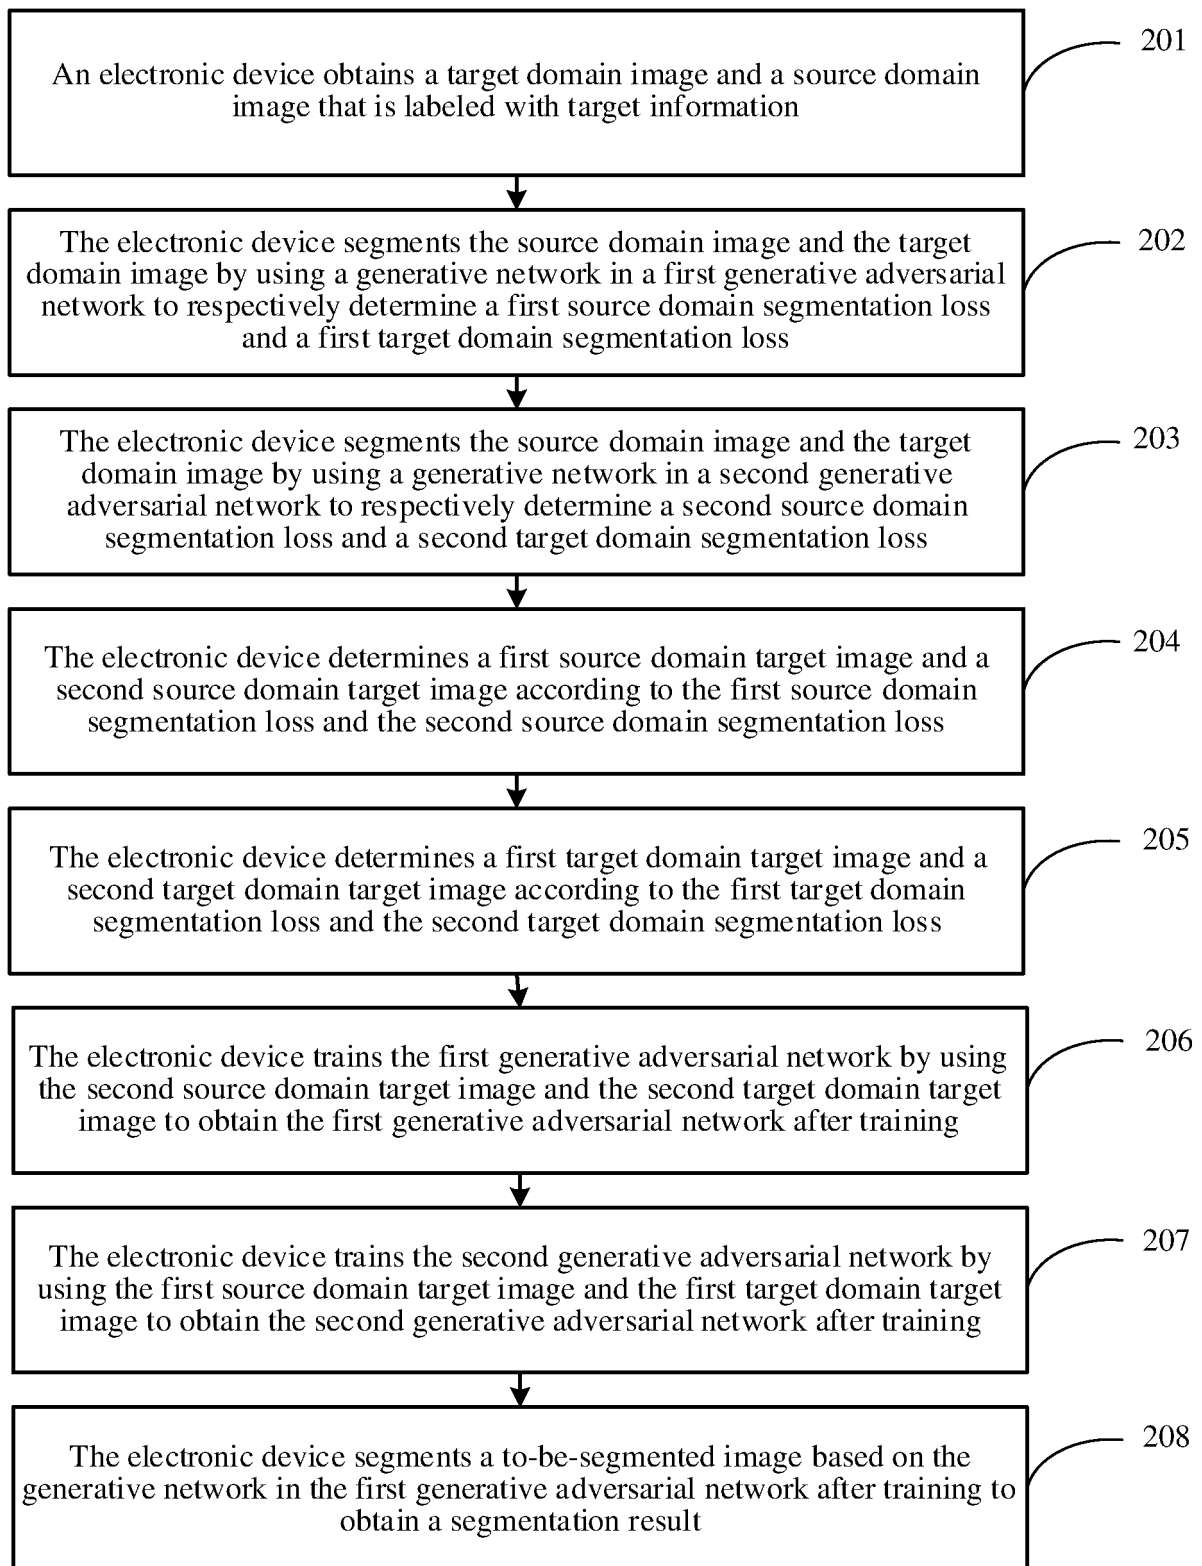 An electronic device obtains a target domain image and a source domain
image that is labeled with target information
201
The electronic device segments the source domain image and the target
domain image by using a generative network in a first generative adversarial
network to respectively determine a first source domain segmentation loss
and a first target domain segmentation loss
202
The electronic device segments the source domain image and the target
domain image by using a generative network in a second generative
adversarial network to respectively determine a second source domain
segmentation loss and a second target domain segmentation loss
203
The electronic device determines a first source domain target image and a
second source domain target image according to the first source domain
segmentation loss and the second source domain segmentation loss
204
The electronic device determines a first target domain target image and a
second target domain target image according to the first target domain
segmentation loss and the second target domain segmentation loss
205
The electronic device trains the first generative adversarial network by using
the second source domain target image and the second target domain target
image to obtain the first generative adversarial network after training
206
The electronic device trains the second generative adversarial network by
using the first source domain target image and the first target domain target
image to obtain the second generative adversarial network after training
207
The electronic device segments a to-be-segmented image based on the
generative network in the first generative adversarial network after training to
obtain a segmentation result
208